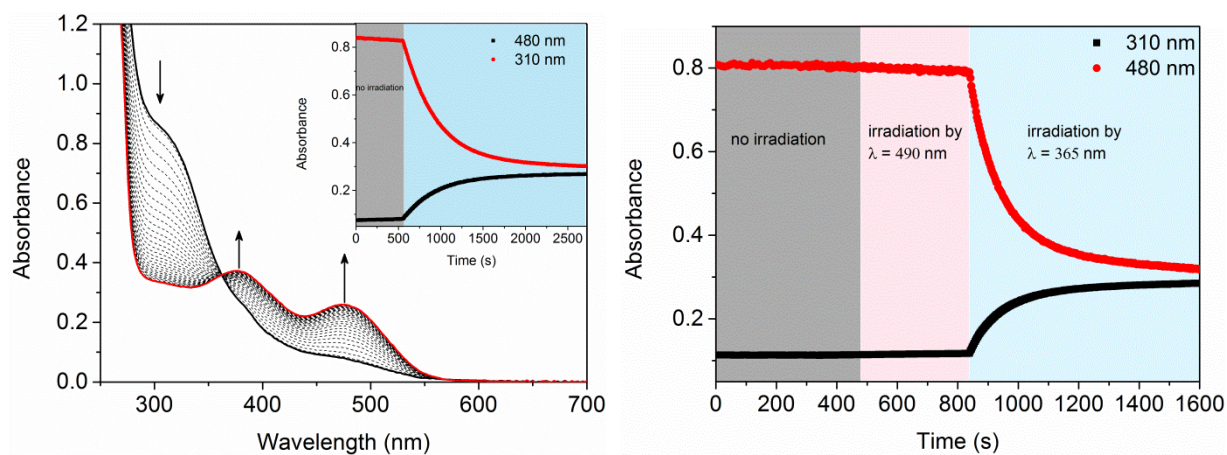 1.2
1.0
0.8
0.6
0.4
0.2
0.0
Absorbance
300
400
500
600
700
Wavelength (nm)
0.8
0.6
0.4
0.2
Absorbance
0
500
1000
1500
2000
2500
Time (s)
no irradiation
480 nm
310 nm
0.8
0.6
0.4
0.2
Absorbance
0
200
400
600
800
1000
1200
1400
1600
Time (s)
310 nm
480 nm
no irradiation
irradiation by
λ = 490 nm
irradiation by
λ = 365 nm